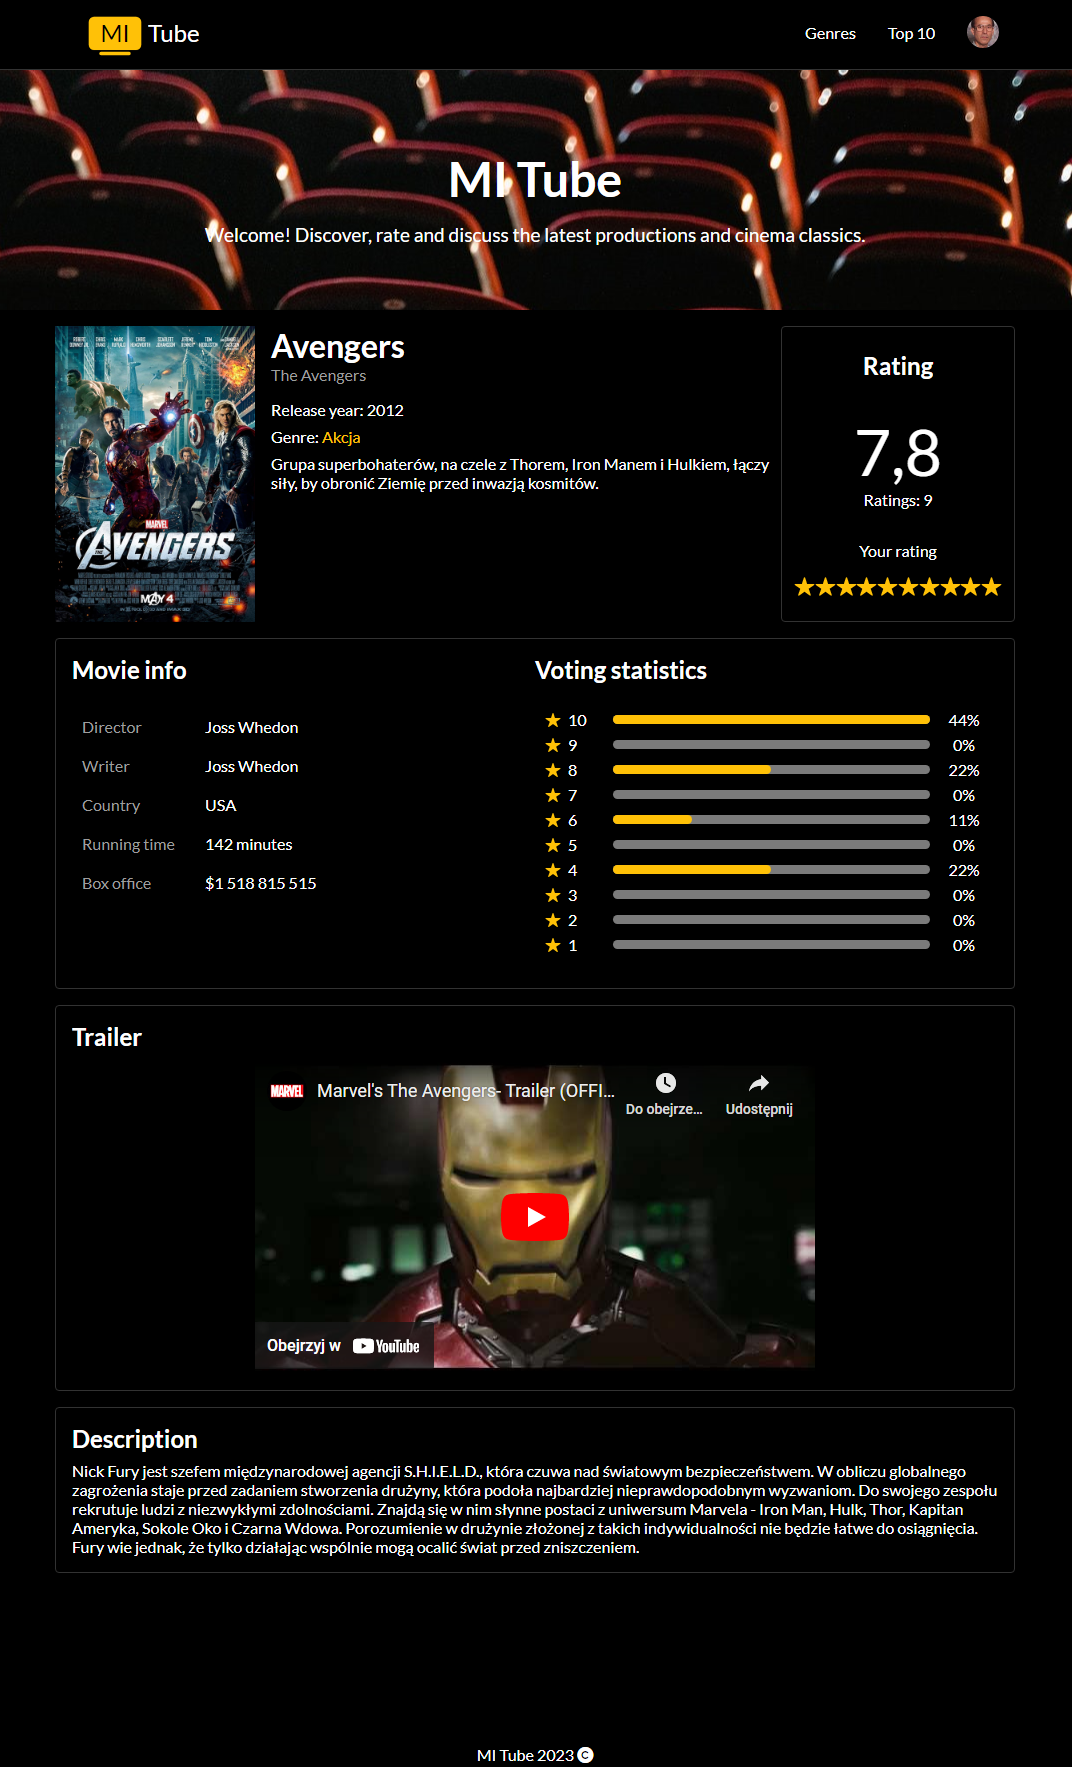 MI Tube
Genres
Top 10
MI Tube
Welcome! Discover, rate and discuss the latest productions and cinema classics.
MARVEL
AVENGERS
MAY 4
Avengers
The Avengers
Release year: 2012
Genre: Akcja
Grupa superbohaterów, na czele z Thorem, Iron Manem i Hulkiem, łączy
siły, by obronić Ziemię przed inwazją kosmitów.
Rating
7,8
Ratings: 9
Your rating
Movie info
Director Joss Whedon
Writer Joss Whedon
Country USA
Running time 142 minutes
Box office $1 518 815 515
Voting statistics
10 44%
9 0%
8 22%
7 0%
6 11%
5 0%
4 22%
3 0%
2 0%
1 0%
Trailer
MARVEL
Marvel's The Avengers- Trailer (OFFI...
Do obejrze...
Udostępnij
Obejrzyj w YouTube
Description
Nick Fury jest szefem międzynarodowej agencji S.H.I.E.L.D., która czuwa nad światowym bezpieczeństwem. W obliczu globalnego
zagrożenia staje przed zadaniem stworzenia drużyny, która podoła najbardziej nieprawdopodobnym wyzwaniom. Do swojego zespołu
rekrutuje ludzi z niezwykłymi zdolnościami. Znajdą się w nim słynne postaci z uniwersum Marvela - Iron Man, Hulk, Thor, Kapitan
Ameryka, Sokole Oko i Czarna Wdowa. Porozumienie w drużynie złożonej z takich indywidualności nie będzie łatwe do osiągnięcia.
Fury wie jednak, że tylko działając wspólnie mogą ocalić świat przed zniszczeniem.
MI Tube 2023 ©